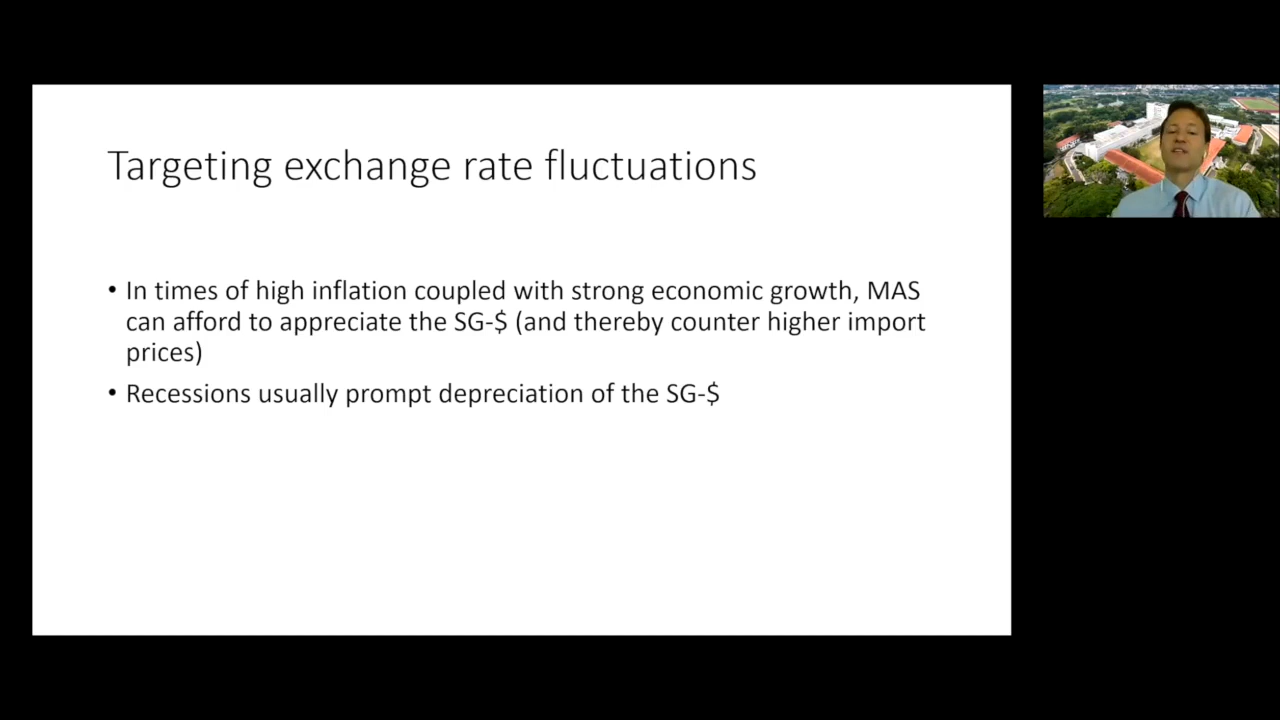 Targeting exchange rate fluctuations
• In times of high inflation coupled with strong economic growth, MAS
can afford to appreciate the SG-$ (and thereby counter higher import
prices)
• Recessions usually prompt depreciation of the SG-$